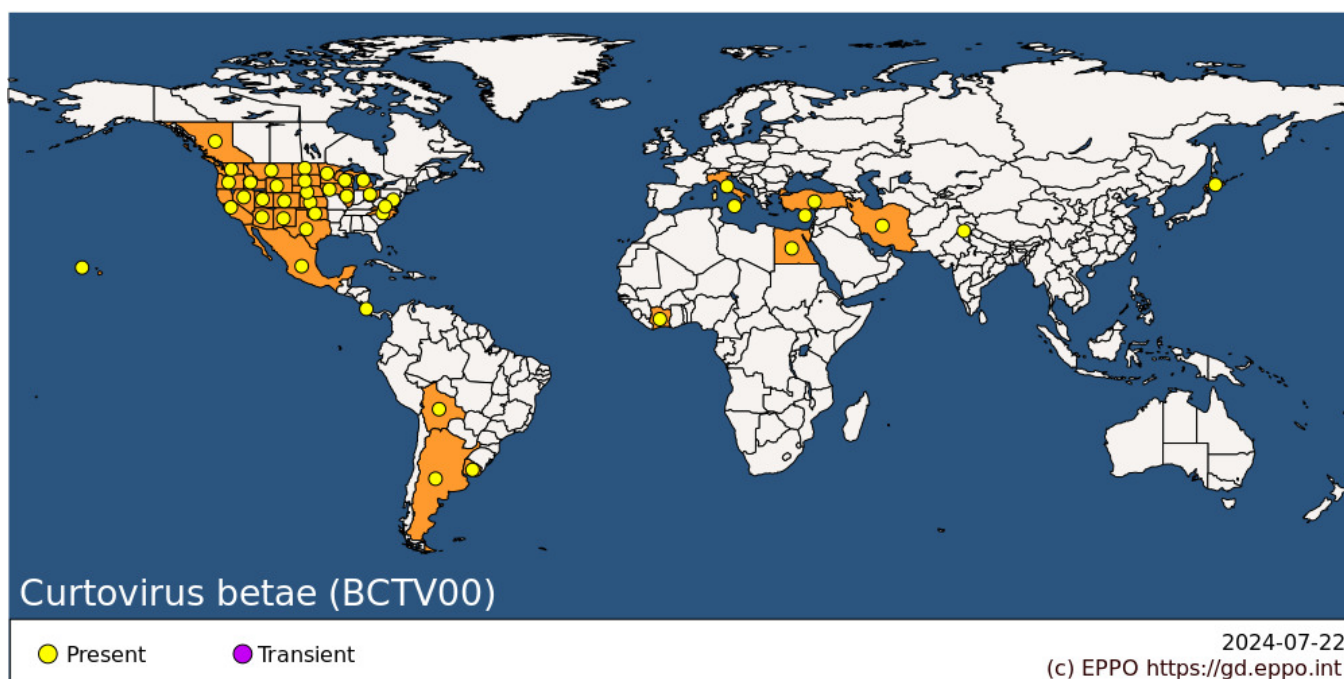 Curtovirus betae (BCTV00)
Present
Transient
2024-07-22
(c) EPPO https://gd.eppo.int